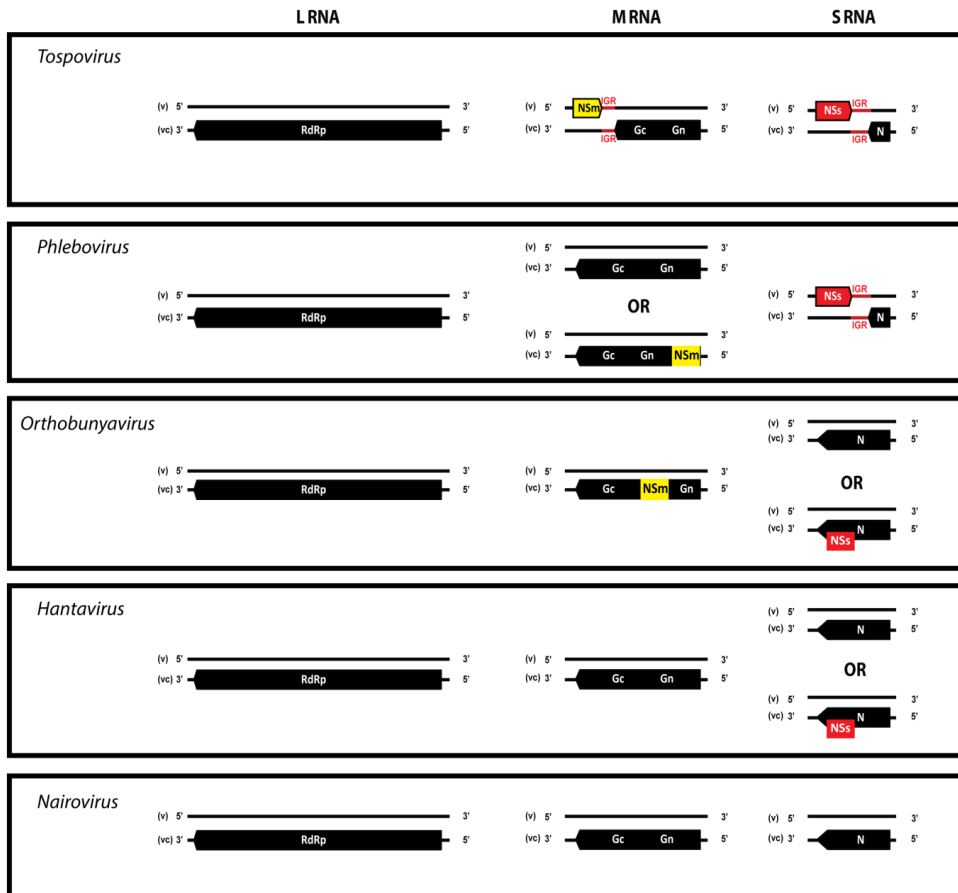 L RNA M RNA S RNA
Tospovirus
(v) 5' 3' (v) 5' NSm IGR 3' (v) 5' NSs IGR 3'
(vc) 3' RdRp 5' (vc) 3' IGR Gc Gn 5' (vc) 3' IGR N 5'
Phlebovirus
(v) 5' 3'
(vc) 3' Gc Gn 5'
(v) 5' 3' (v) 5' NSs IGR 3'
(vc) 3' RdRp 5' OR (vc) 3' IGR N 5'
(v) 5' 3'
(vc) 3' Gc Gn NSm 5'
Orthobunyavirus
(v) 5' 3'
(vc) 3' N 5'
(v) 5' 3' (v) 5' 3' OR
(vc) 3' RdRp 5' (vc) 3' Gc NSm Gn 5'
(v) 5' 3'
(vc) 3' N 5'
NSs
Hantavirus
(v) 5' 3'
(vc) 3' N 5'
(v) 5' 3' (v) 5' 3' OR
(vc) 3' RdRp 5' (vc) 3' Gc Gn 5'
(v) 5' 3'
(vc) 3' N 5'
NSs
Nairovirus
(v) 5' 3' (v) 5' 3' (v) 5' 3'
(vc) 3' RdRp 5' (vc) 3' Gc Gn 5' (vc) 3' N 5'